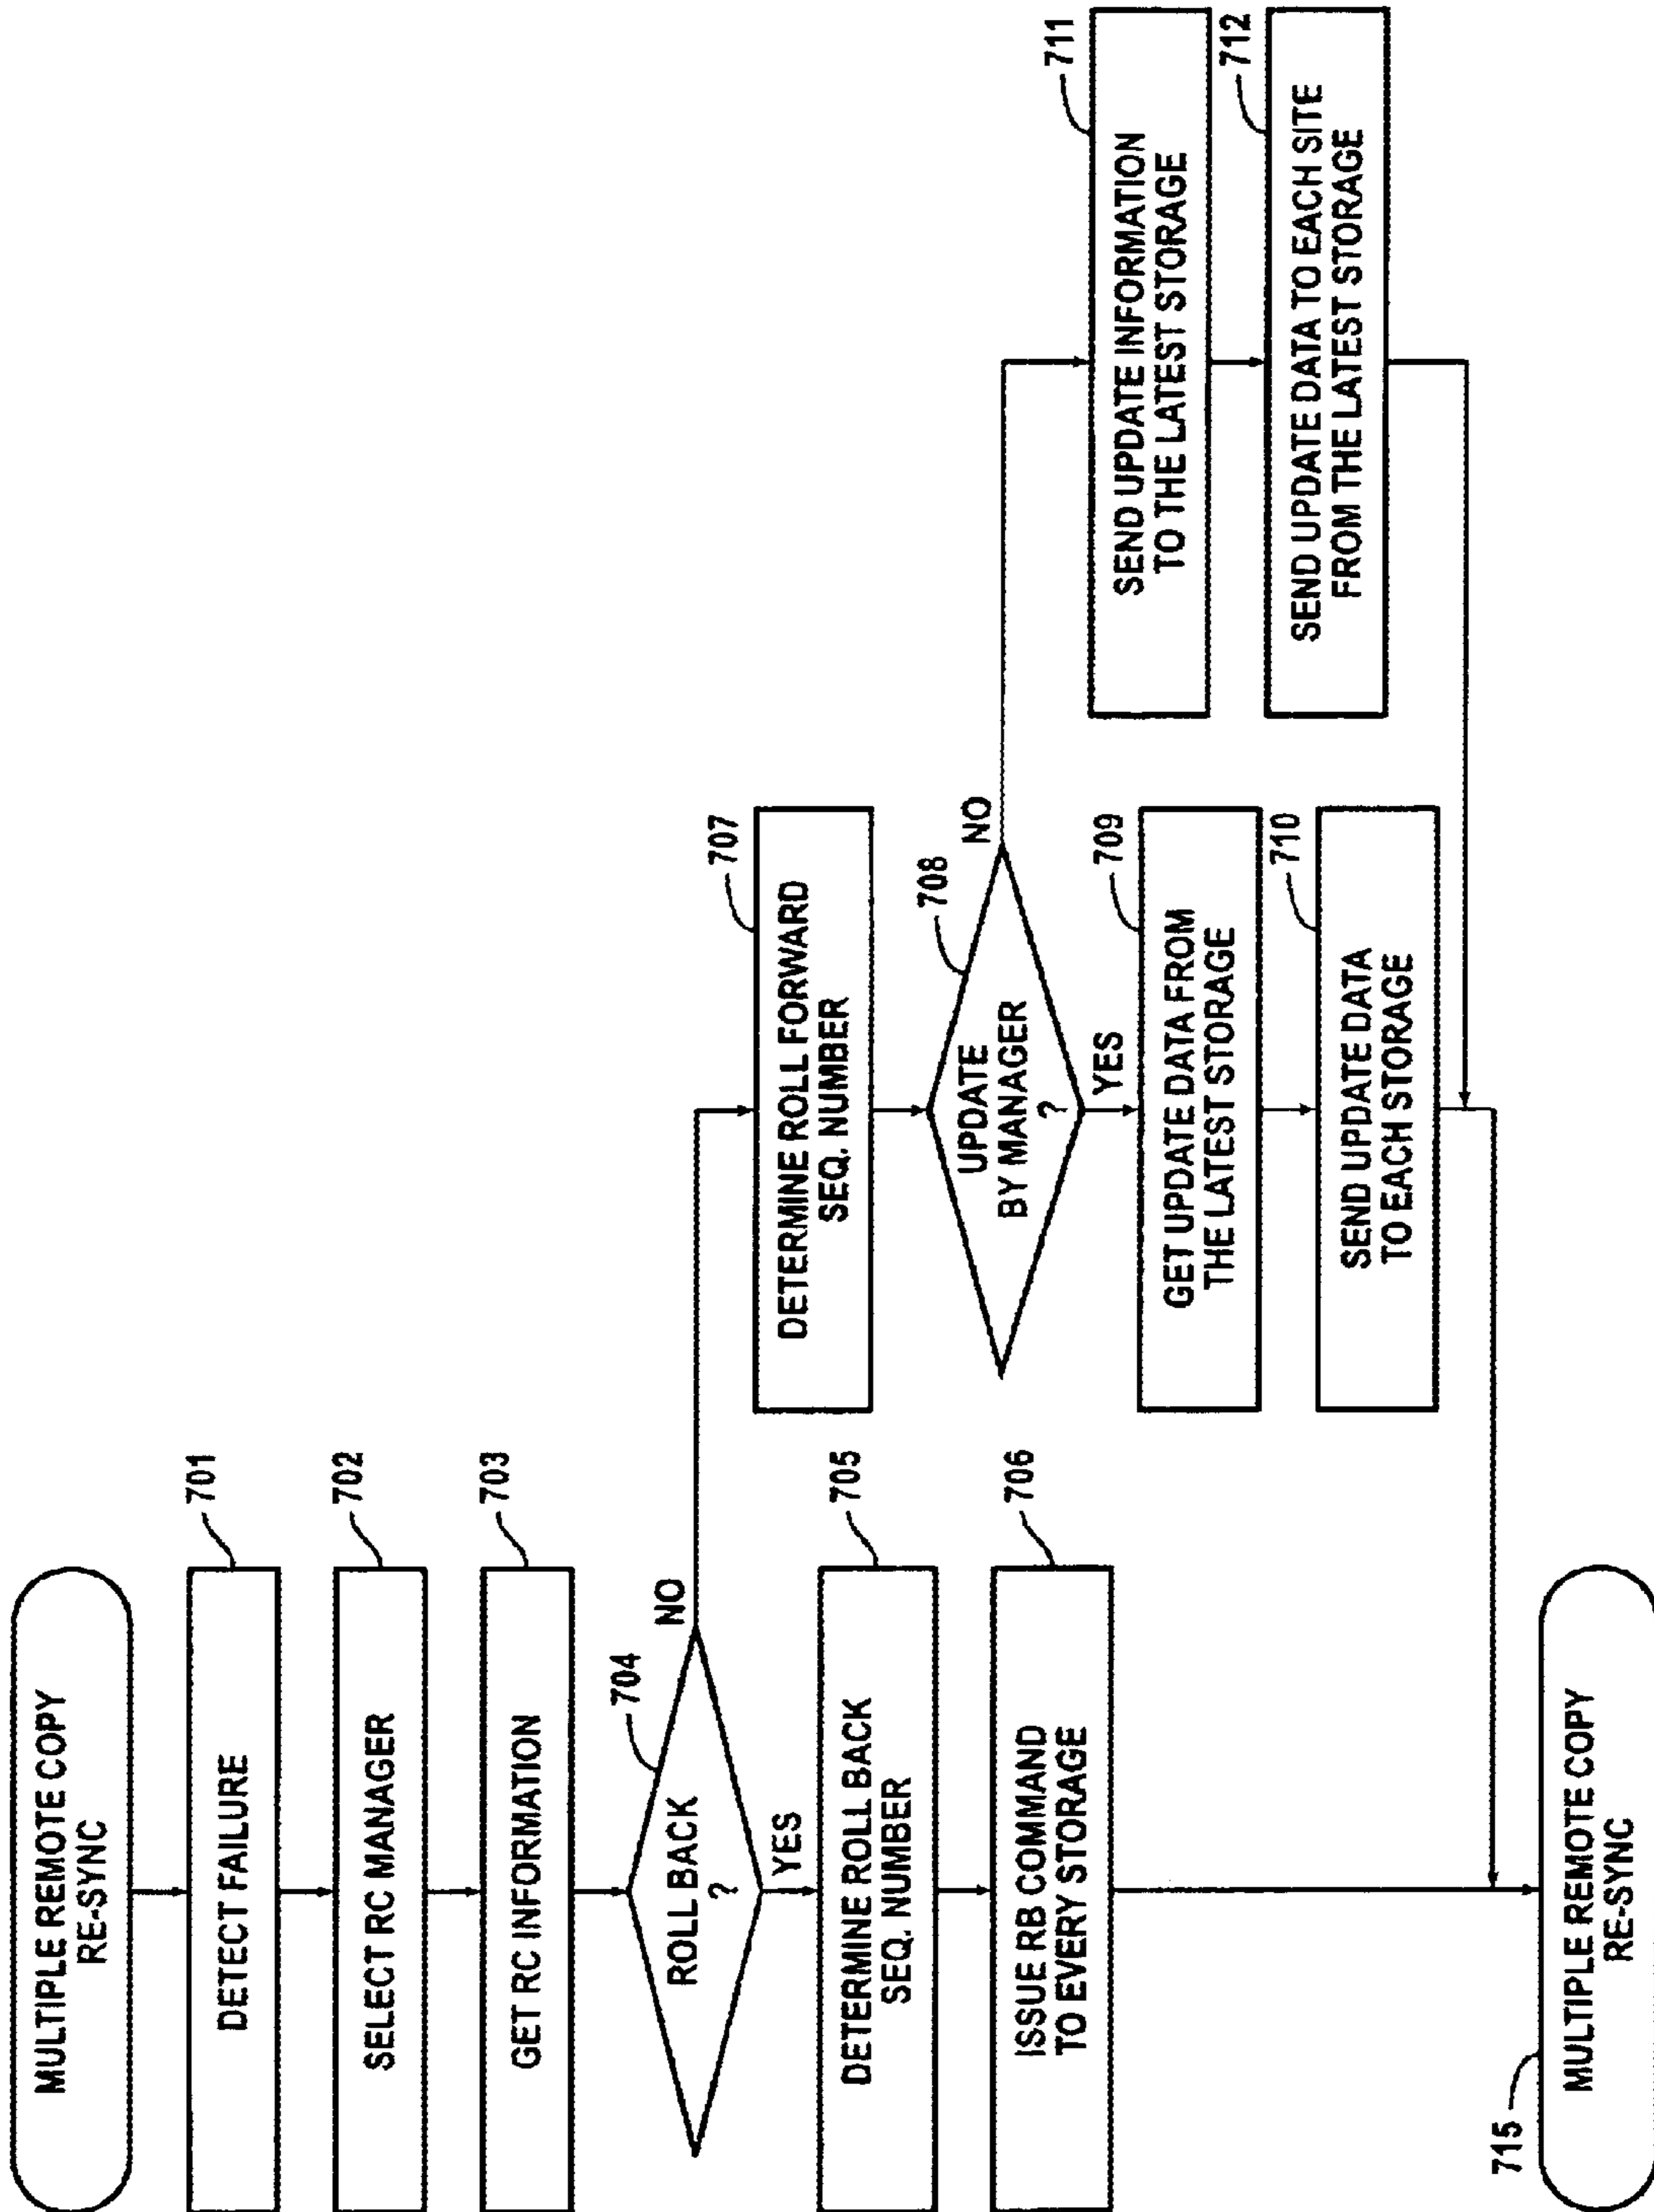 MULTIPLE REMOTE COPY
RE-SYNC
701
DETECT FAILURE
702
SELECT RC MANAGER
703
GET RC INFORMATION
704
ROLL BACK
?
NO
YES
705
DETERMINE ROLL BACK
SEQ. NUMBER
706
ISSUE RB COMMAND
TO EVERY STORAGE
707
DETERMINE ROLL FORWARD
SEQ. NUMBER
708
UPDATE
BY MANAGER
?
NO
YES
709
GET UPDATE DATA FROM
THE LATEST STORAGE
710
SEND UPDATE DATA
TO EACH STORAGE
711
SEND UPDATE INFORMATION
TO THE LATEST STORAGE
712
SEND UPDATE DATA TO EACH SITE
FROM THE LATEST STORAGE
715
MULTIPLE REMOTE COPY
RE-SYNC